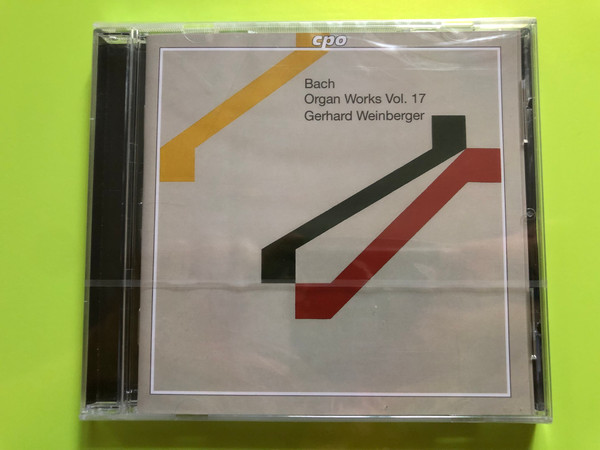 cpo
Bach
Organ Works Vol. 17
Gerhard Weinberger